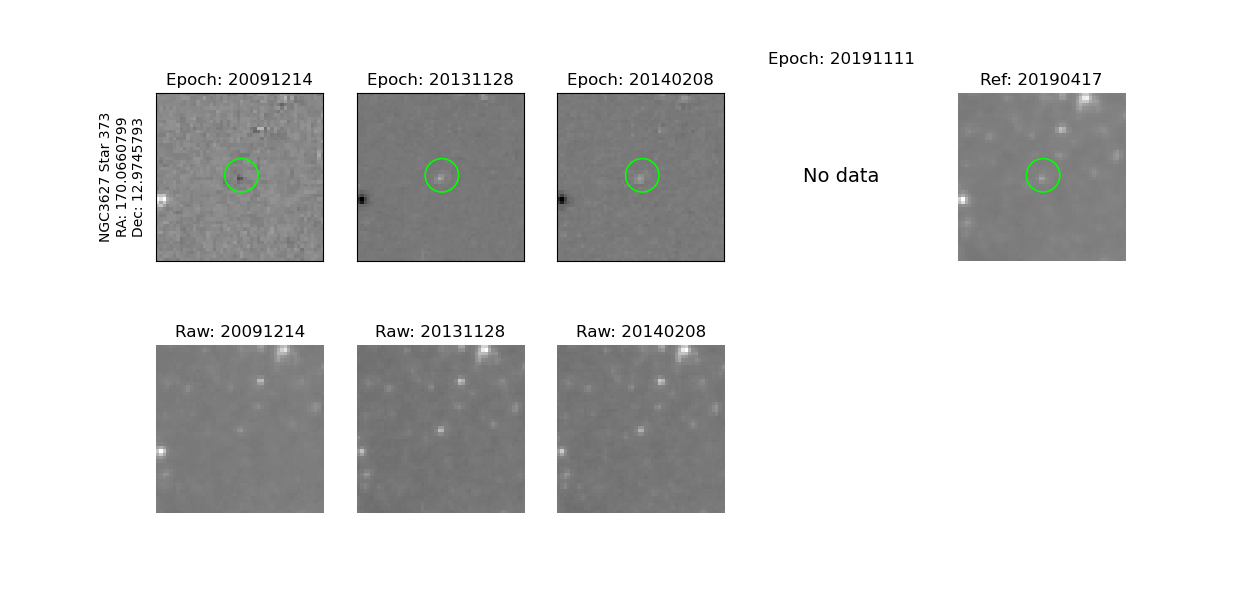 Epoch: 20191111
Epoch: 20091214
Epoch: 20131128
Epoch: 20140208
Ref: 20190417
NGC3627 Star 373
RA: 170.0660799
Dec: 12.9745793
No data
Raw: 20091214
Raw: 20131128
Raw: 20140208